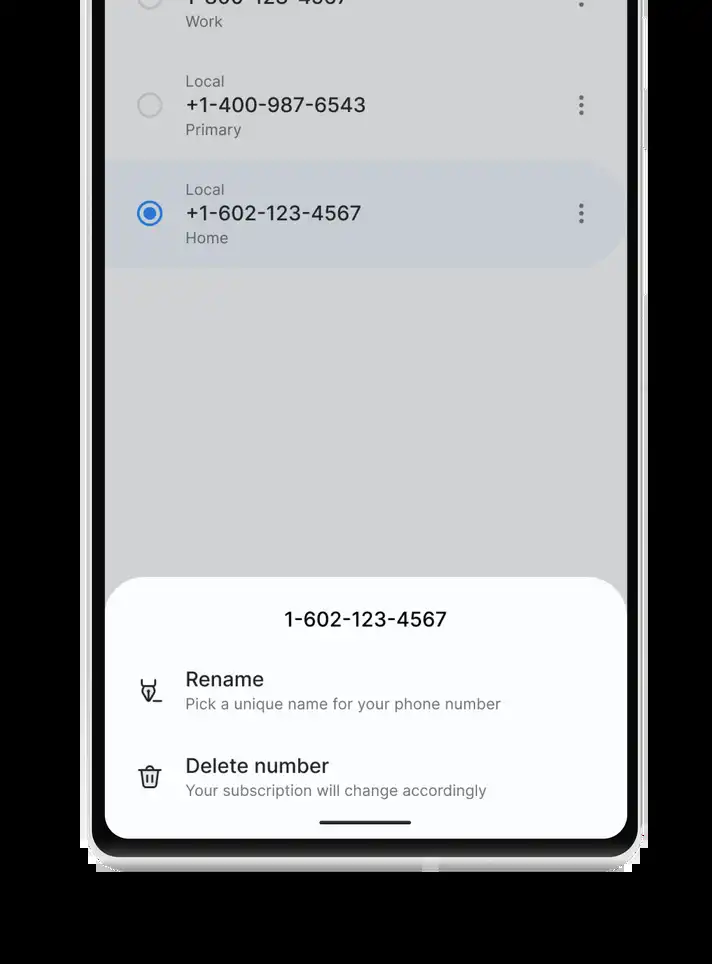 Work
Local
+1-400-987-6543
Primary
Local
+1-602-123-4567
Home
1-602-123-4567
Rename
Pick a unique name for your phone number
Delete number
Your subscription will change accordingly